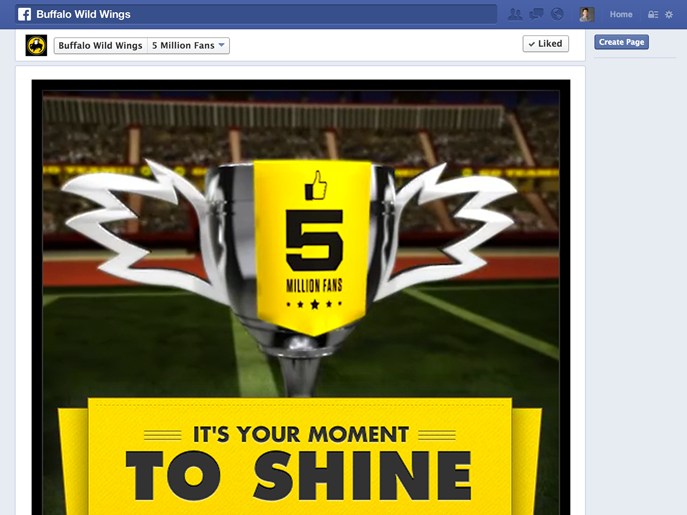 Buffalo Wild Wings
Home
Buffalo Wild Wings
5 Million Fans
Liked
Create Page
5
MILLION FANS
IT'S YOUR MOMENT
TO SHINE